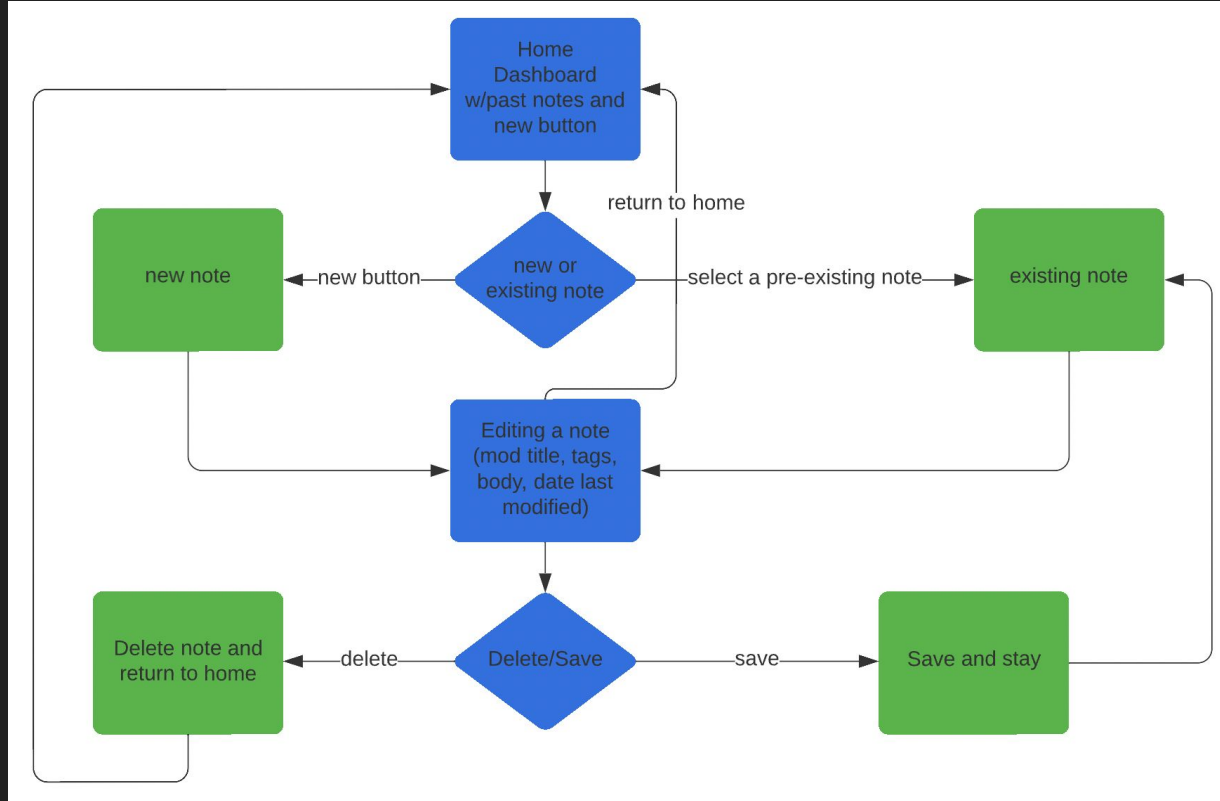 Home
Dashboard
w/past notes and
new button
return to home
new note
new button
new or
existing note
select a pre-existing note
existing note
Editing a note
(mod title, tags,
body, date last
modified)
Delete note and
return to home
delete
Delete/Save
save
Save and stay